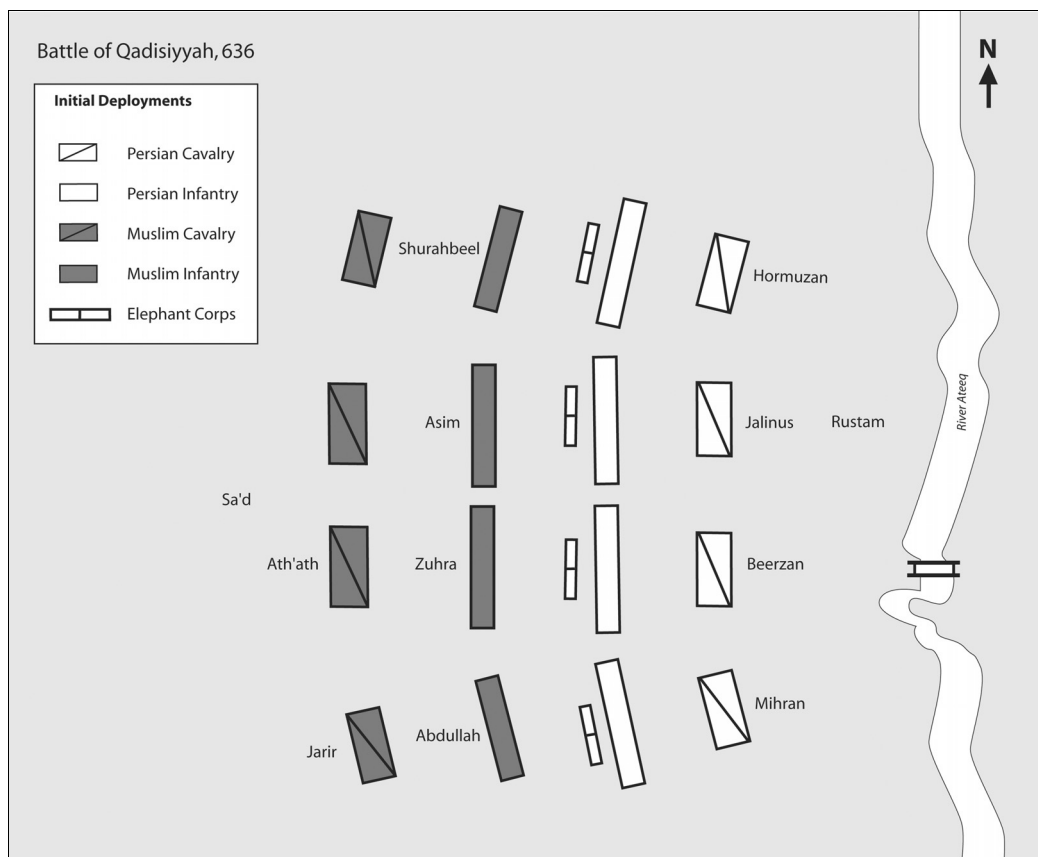 Battle of Qadisiyyah, 636
Initial Deployments
Persian Cavalry
Persian Infantry
Muslim Cavalry
Muslim Infantry
Elephant Corps
N
Shurahbeel
Hormuzan
Asim
Jalinus
Rustam
River Ateeq
Sa'd
Ath'ath
Zuhra
Beerzan
Mihran
Abdullah
Jarir